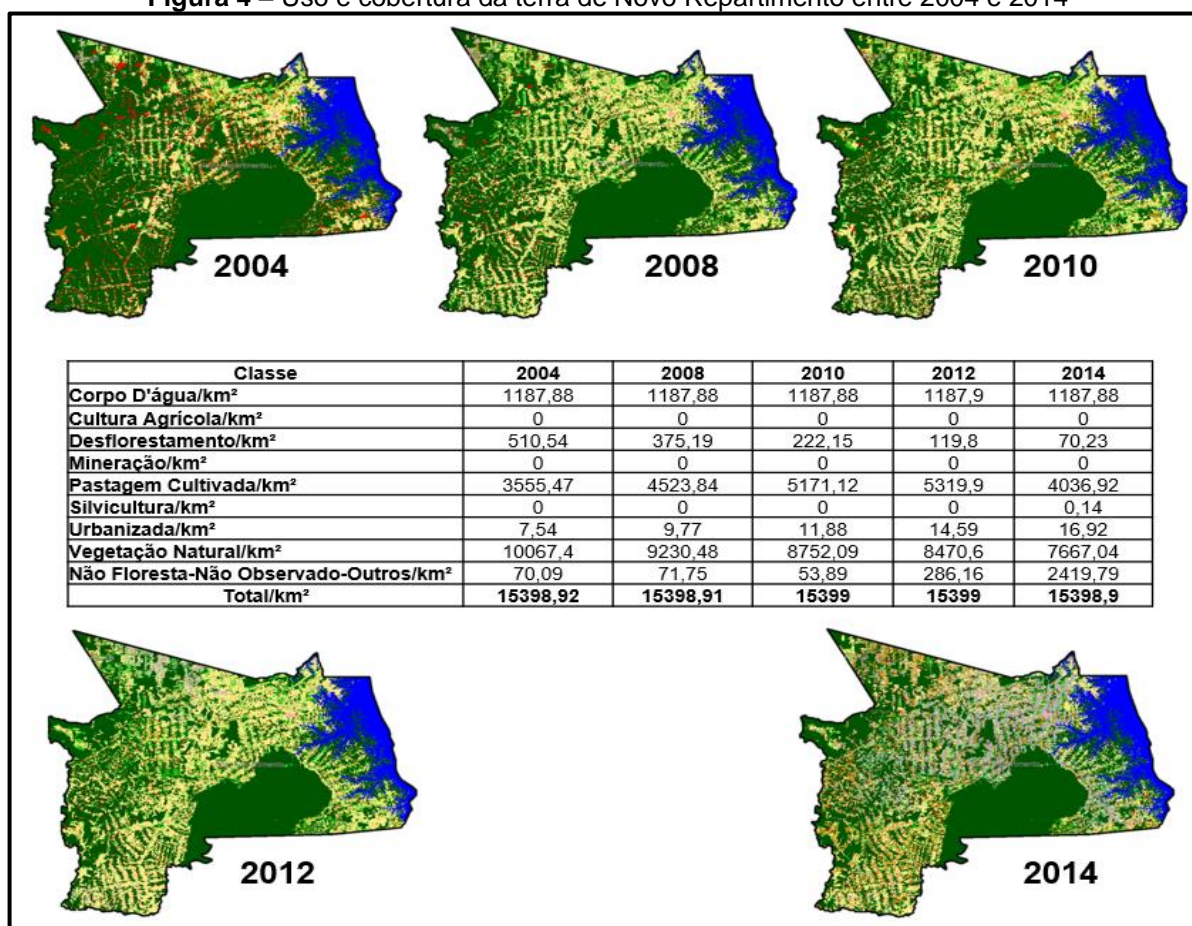 Figura 4 – Uso e cobertura da terra de Novo Repartimento entre 2004 e 2014
2004
2008
2010
Classe 2004 2008 2010 2012 2014
Corpo D'água/km² 1187,88 1187,88 1187,88 1187,9 1187,88
Cultura Agrícola/km² 0 0 0 0 0
Desflorestamento/km² 510,54 375,19 222,15 119,8 70,23
Mineração/km² 0 0 0 0 0
Pastagem Cultivada/km² 3555,47 4523,84 5171,12 5319,9 4036,92
Silvicultura/km² 0 0 0 0 0,14
Urbanizada/km² 7,54 9,77 11,88 14,59 16,92
Vegetação Natural/km² 10067,4 9230,48 8752,09 8470,6 7667,04
Não Floresta-Não Observado-Outros/km² 70,09 71,75 53,89 286,16 2419,79
Total/km² 15398,92 15398,91 15399 15399 15398,9
2012
2014